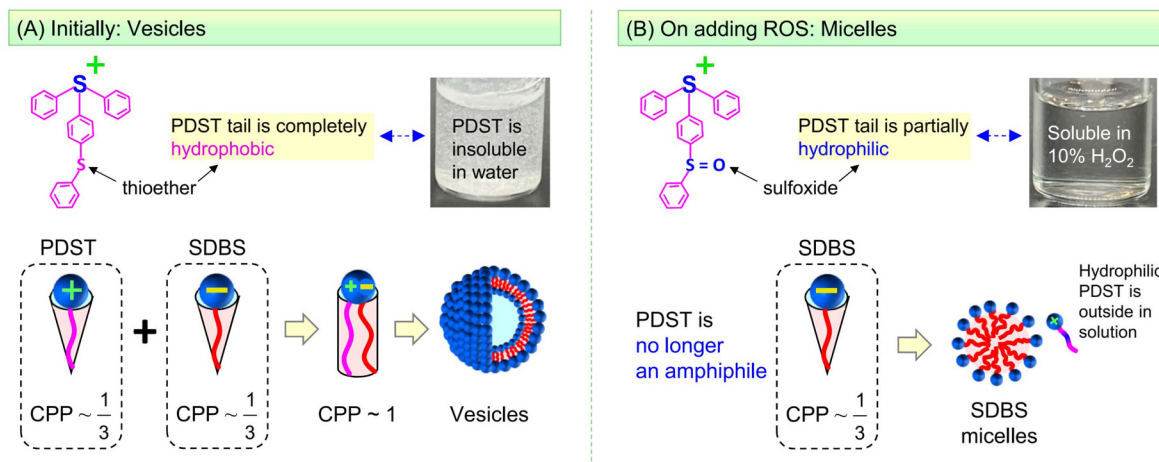 (A) Initially: Vesicles
S
+
PDST tail is completely
hydrophobic
S
thioether
PDST is
insoluble
in water
PDST
+
CPP ~ 1/3
+
SDBS
−
CPP ~ 1/3
+ −
CPP ~ 1
Vesicles
(B) On adding ROS: Micelles
S
+
PDST tail is partially
hydrophilic
S = O
sulfoxide
Soluble in
10% H₂O₂
PDST is
no longer
an amphiphile
SDBS
−
CPP ~ 1/3
SDBS
micelles
Hydrophilic
PDST is
outside in
solution
+